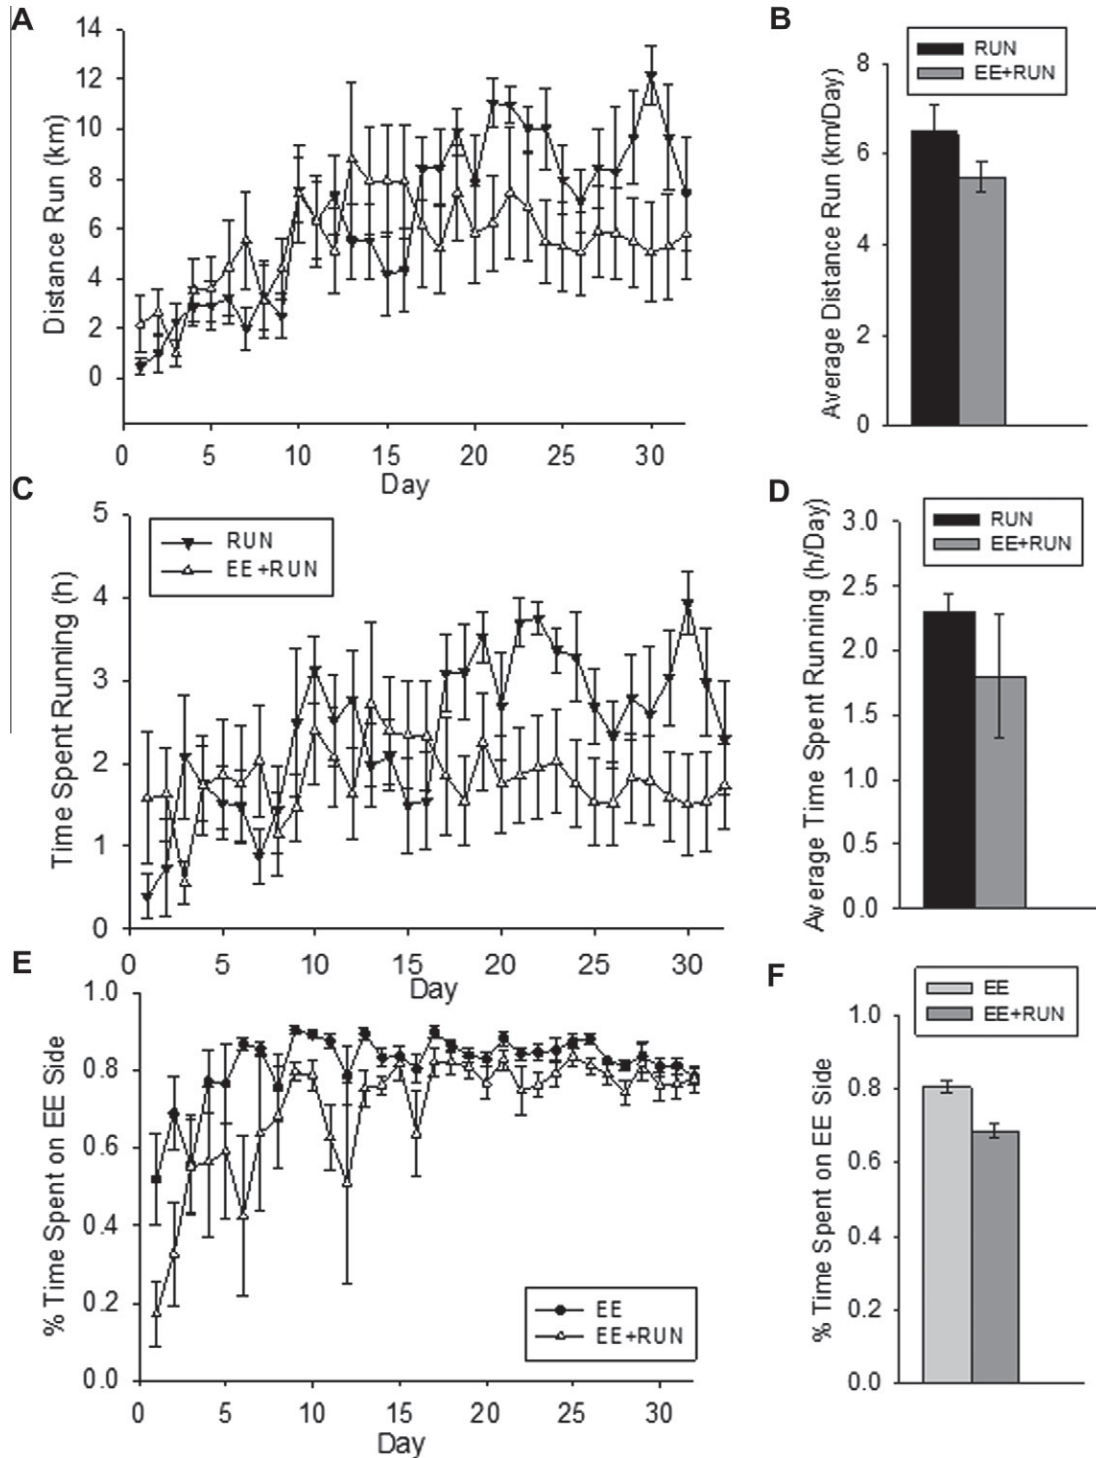 A
Distance Run (km)
14
12
10
8
6
4
2
0
0 5 10 15 20 25 30
Day
B
RUN
EE+RUN
Average Distance Run (km/Day)
8
6
4
2
0
C
Time Spent Running (h)
5
4
3
2
1
0
RUN
EE+RUN
0 5 10 15 20 25 30
Day
D
RUN
EE+RUN
Average Time Spent Running (h/Day)
3.0
2.5
2.0
1.5
1.0
0.5
0.0
E
% Time Spent on EE Side
1.0
0.8
0.6
0.4
0.2
0.0
EE
EE+RUN
0 5 10 15 20 25 30
Day
F
EE
EE+RUN
% Time Spent on EE Side
1.0
0.8
0.6
0.4
0.2
0.0